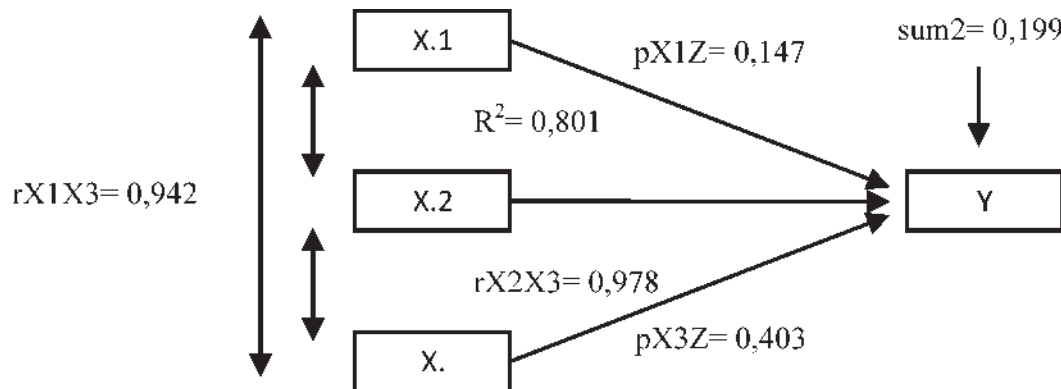 X.1
sum2= 0,199
pX1Z= 0,147
R²= 0,801
rX1X3= 0,942
X.2
Y
rX2X3= 0,978
pX3Z= 0,403
X.